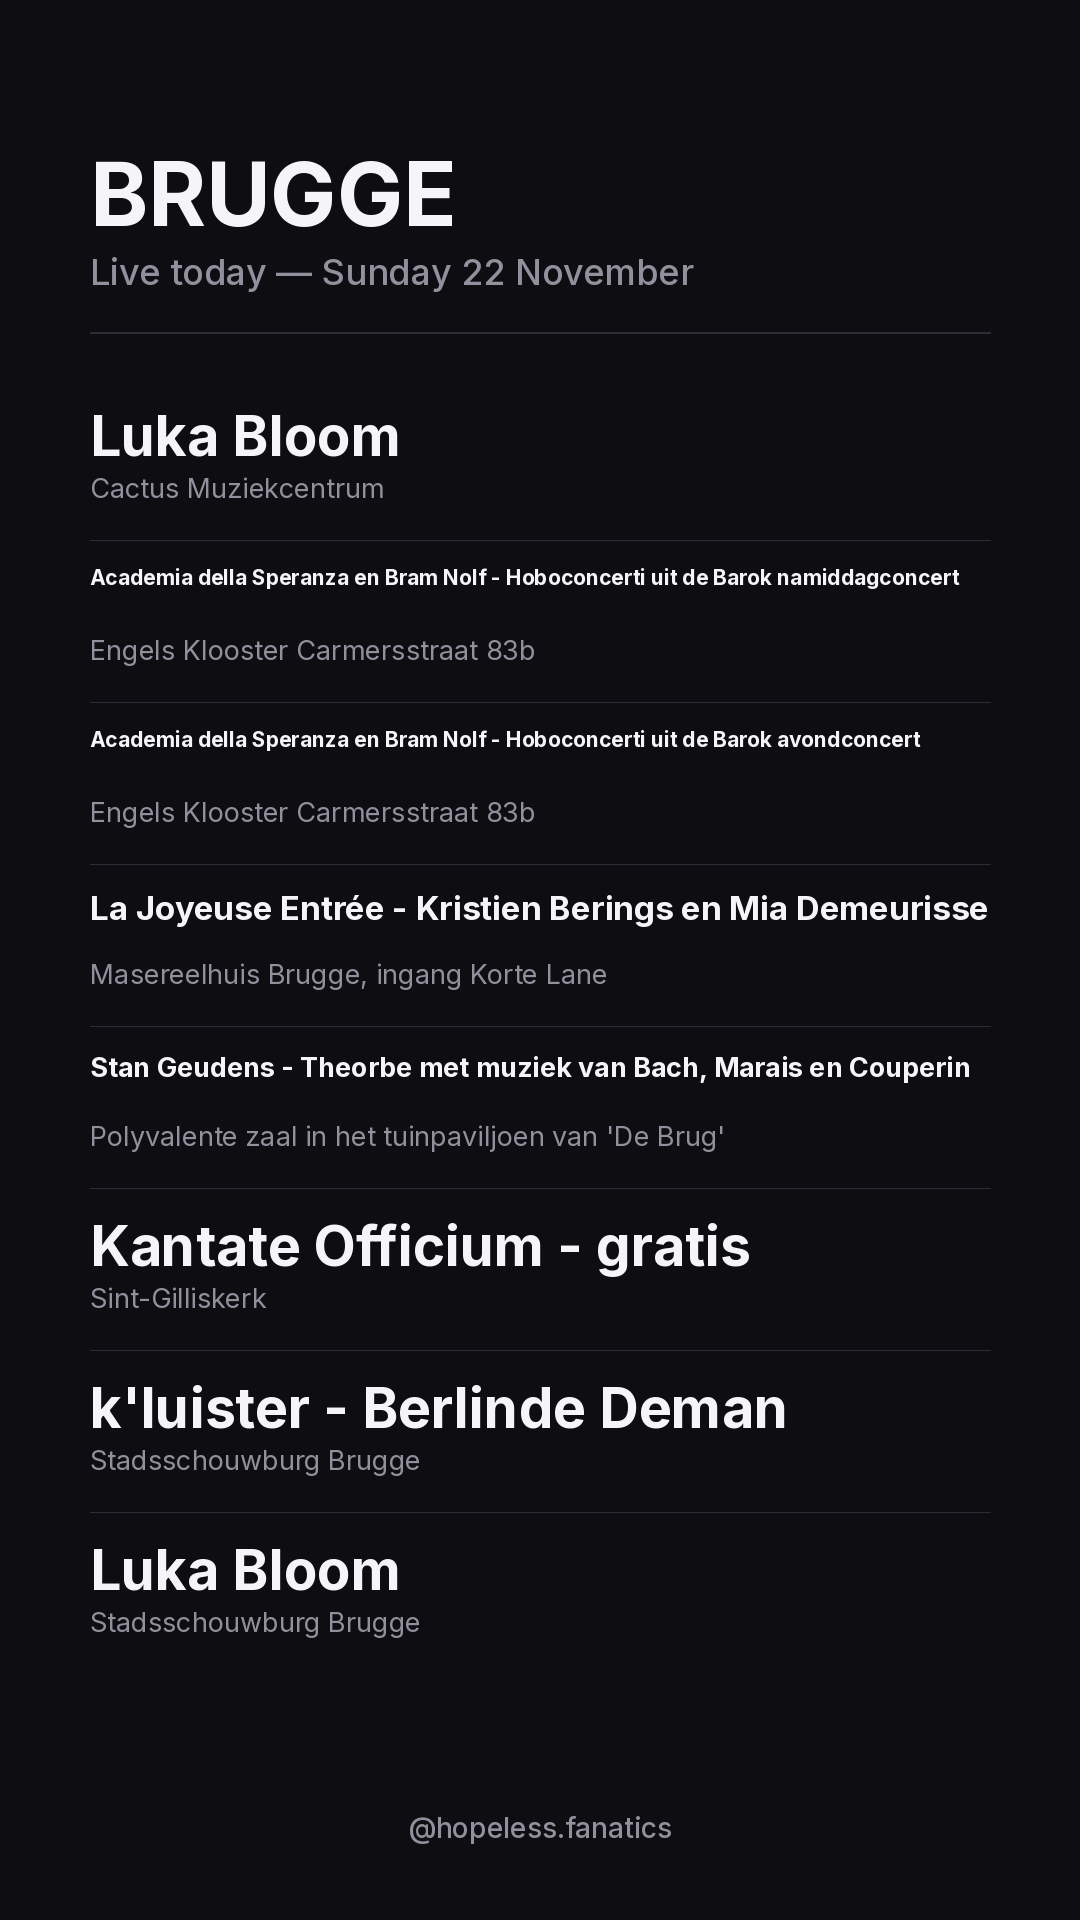 BRUGGE
Live today — Sunday 22 November
Luka Bloom
Cactus Muziekcentrum
Academia della Speranza en Bram Nolf - Hoboconcerti uit de Barok namiddagconcert
Engels Klooster Carmersstraat 83b
Academia della Speranza en Bram Nolf - Hoboconcerti uit de Barok avondconcert
Engels Klooster Carmersstraat 83b
La Joyeuse Entrée - Kristien Berings en Mia Demeurisse
Masereelhuis Brugge, ingang Korte Lane
Stan Geudens - Theorbe met muziek van Bach, Marais en Couperin
Polyvalente zaal in het tuinpaviljoen van 'De Brug'
Kantate Officium - gratis
Sint-Gilliskerk
k'luister - Berlinde Deman
Stadsschouwburg Brugge
Luka Bloom
Stadsschouwburg Brugge
@hopeless.fanatics